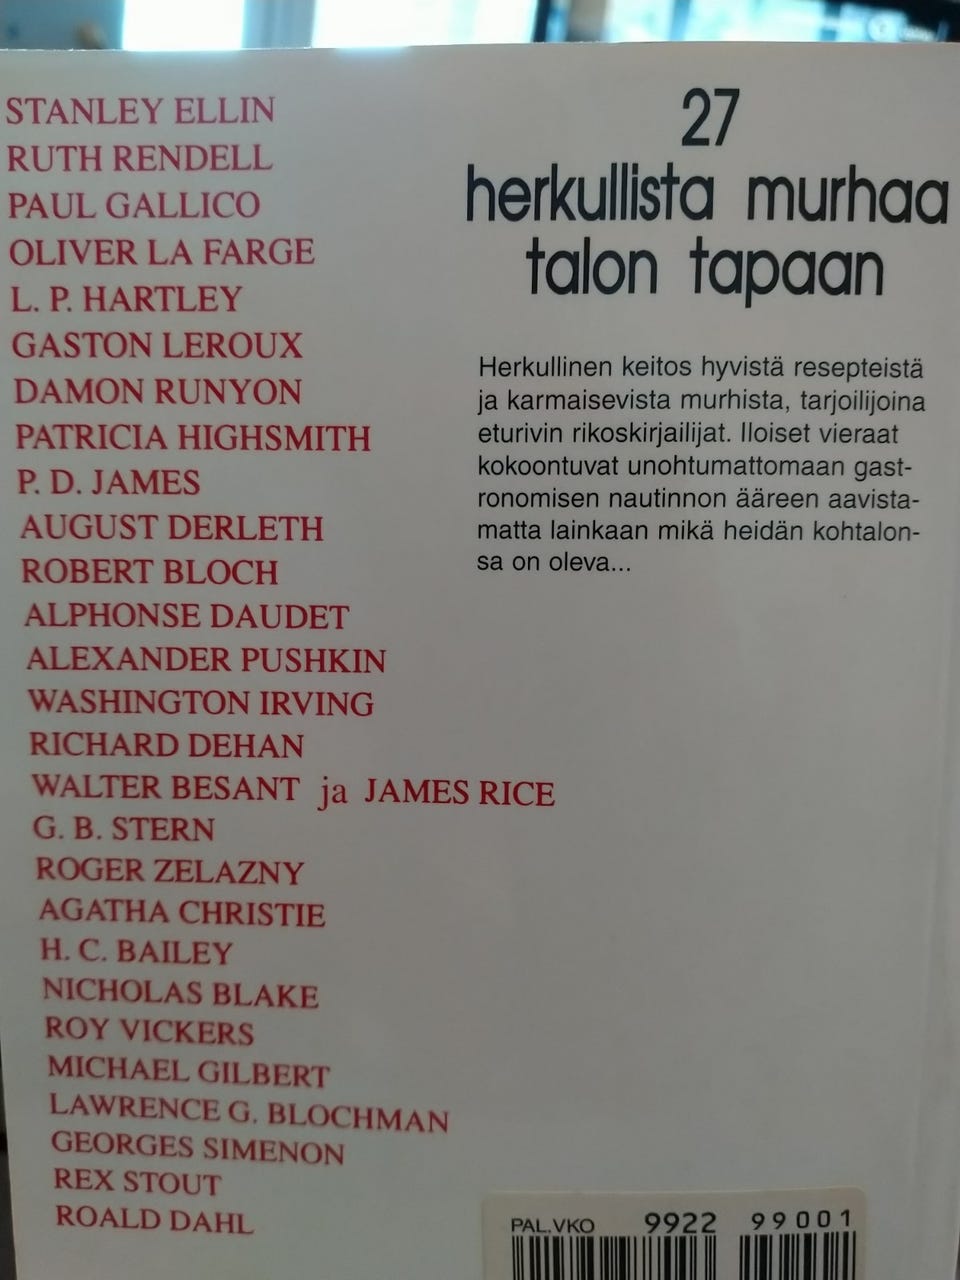 STANLEY ELLIN
RUTH RENDELL
PAUL GALLICO
OLIVER LA FARGE
L. P. HARTLEY
GASTON LEROUX
DAMON RUNYON
PATRICIA HIGHSMITH
P. D. JAMES
AUGUST DERLETH
ROBERT BLOCH
ALPHONSE DAUDET
ALEXANDER PUSHKIN
WASHINGTON IRVING
RICHARD DEHAN
WALTER BESANT ja JAMES RICE
G. B. STERN
ROGER ZELAZNY
AGATHA CHRISTIE
H. C. BAILEY
NICHOLAS BLAKE
ROY VICKERS
MICHAEL GILBERT
LAWRENCE G. BLOCHMAN
GEORGES SIMENON
REX STOUT
ROALD DAHL
27
herkullista murhaa
talon tapaan
Herkullinen keitos hyvistä resepteistä
ja karmaisevista murhista, tarjoilijoina
eturivin rikoskirjailijat. Iloiset vieraat
kokoontuvat unohtumattomaan gast-
ronomisen nautinnon ääreen aavista-
matta lainkaan mikä heidän kohtalon-
sa on oleva...
PAL.VKO 9922 99001